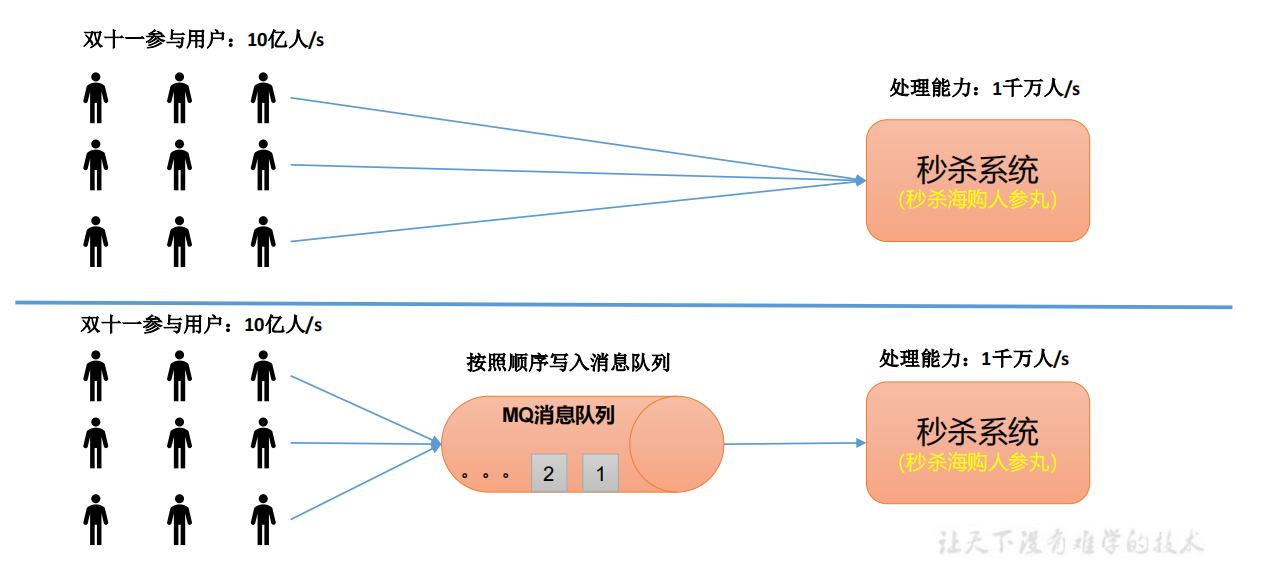 双十一参与用户：10亿人/s
处理能力：1千万人/s
秒杀系统
(秒杀海购人参丸）
双十一参与用户：10亿人/s
按照顺序写入消息队列
处理能力：1千万人/s
MQ消息队列
。。。 2 1
秒杀系统
(秒杀海购人参丸）
让天下没有难学的技术